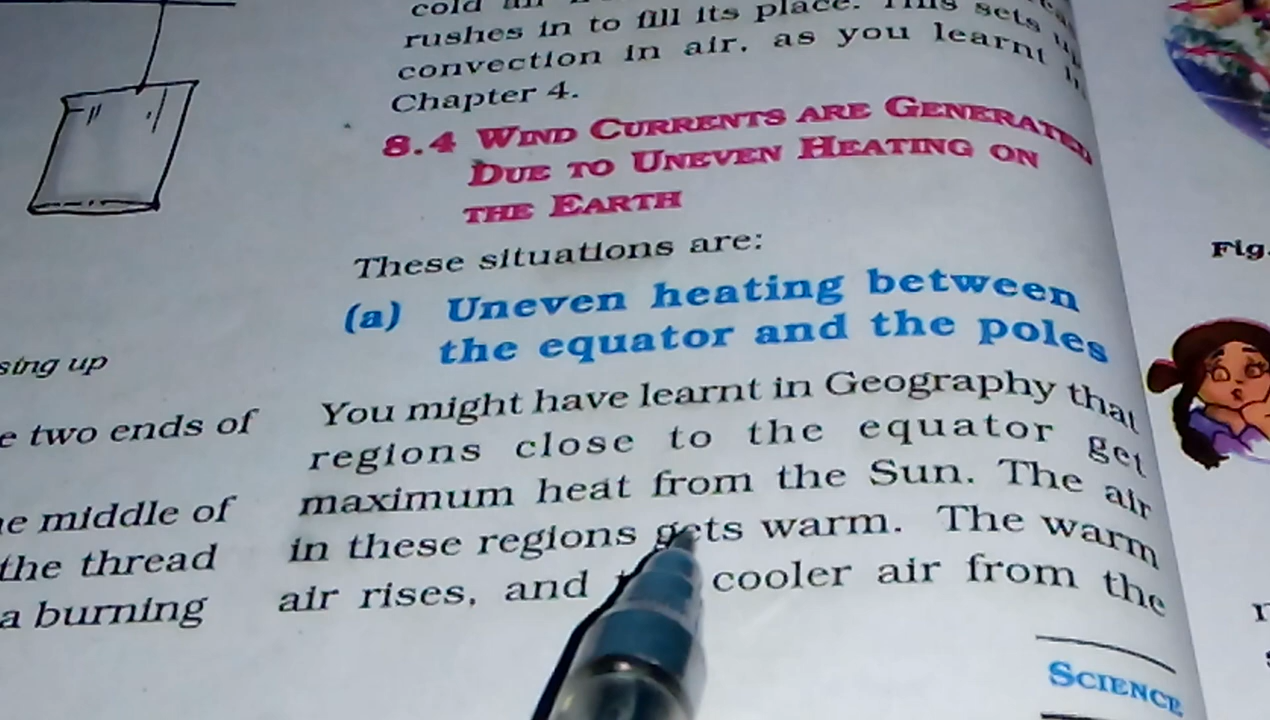 sing up
e two ends of
e middle of
the thread
a burning
cold
rushes in to fill its place. This sets
convection in air, as you learnt
Chapter 4.
8.4 WIND CURRENTS ARE GENERATED
DUE TO UNEVEN HEATING ON
THE EARTH
These situations are:
(a) Uneven heating between
the equator and the poles
You might have learnt in Geography that
regions close to the equator get
maximum heat from the Sun. The air
in these regions gets warm. The warm
air rises, and cooler air from the
SCIENCE
Fig.